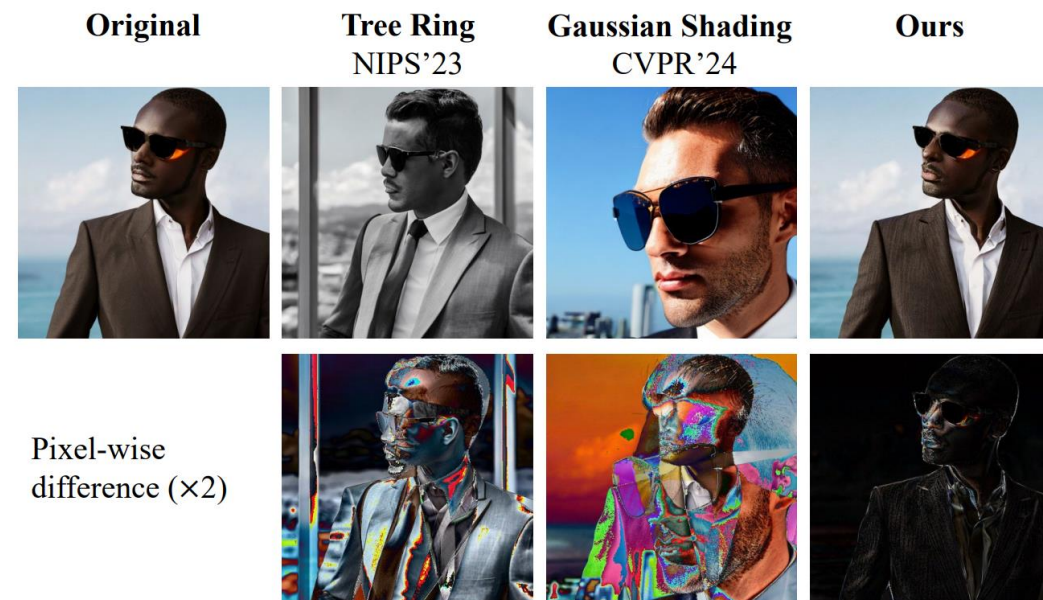 Original
Tree Ring
NIPS’23
Gaussian Shading
CVPR’24
Ours
Pixel-wise
difference (×2)